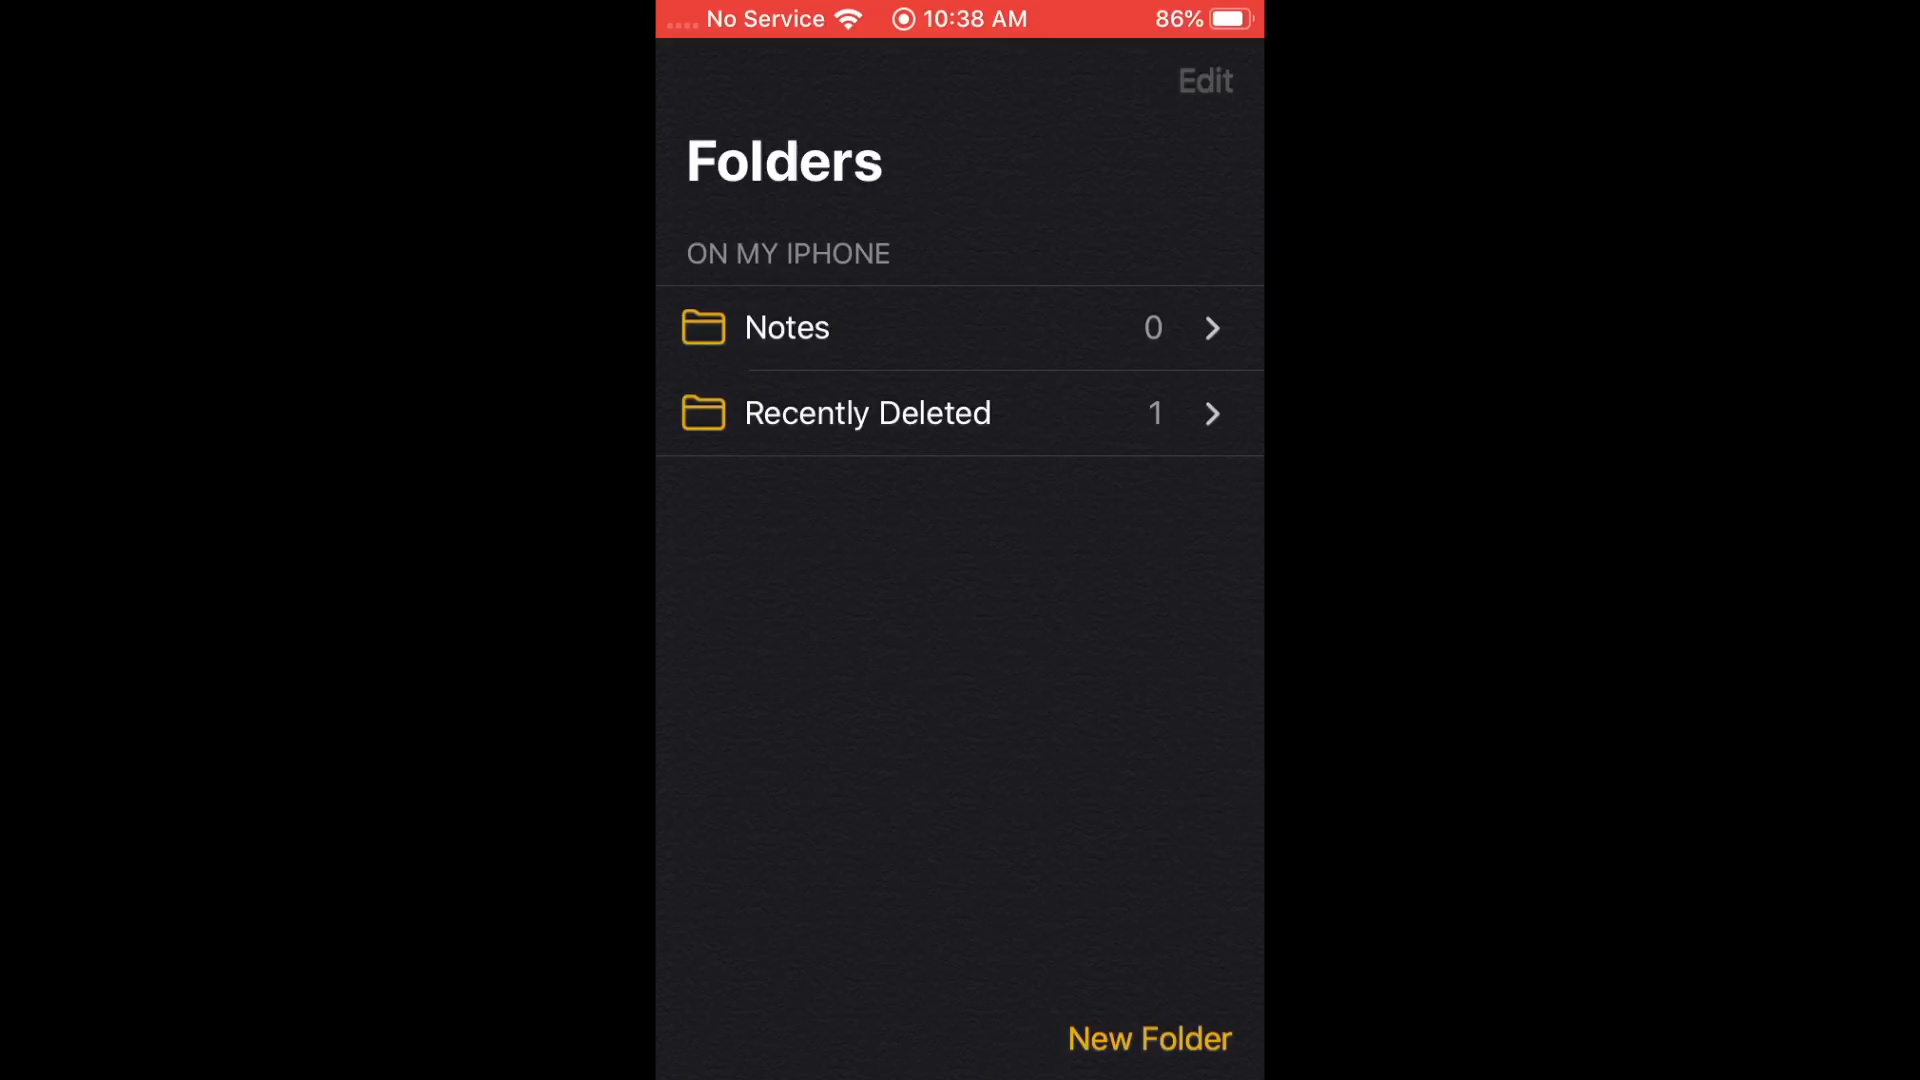 No Service 10:38 AM 86%
Edit
Folders
ON MY IPHONE
Notes 0
Recently Deleted 1
New Folder